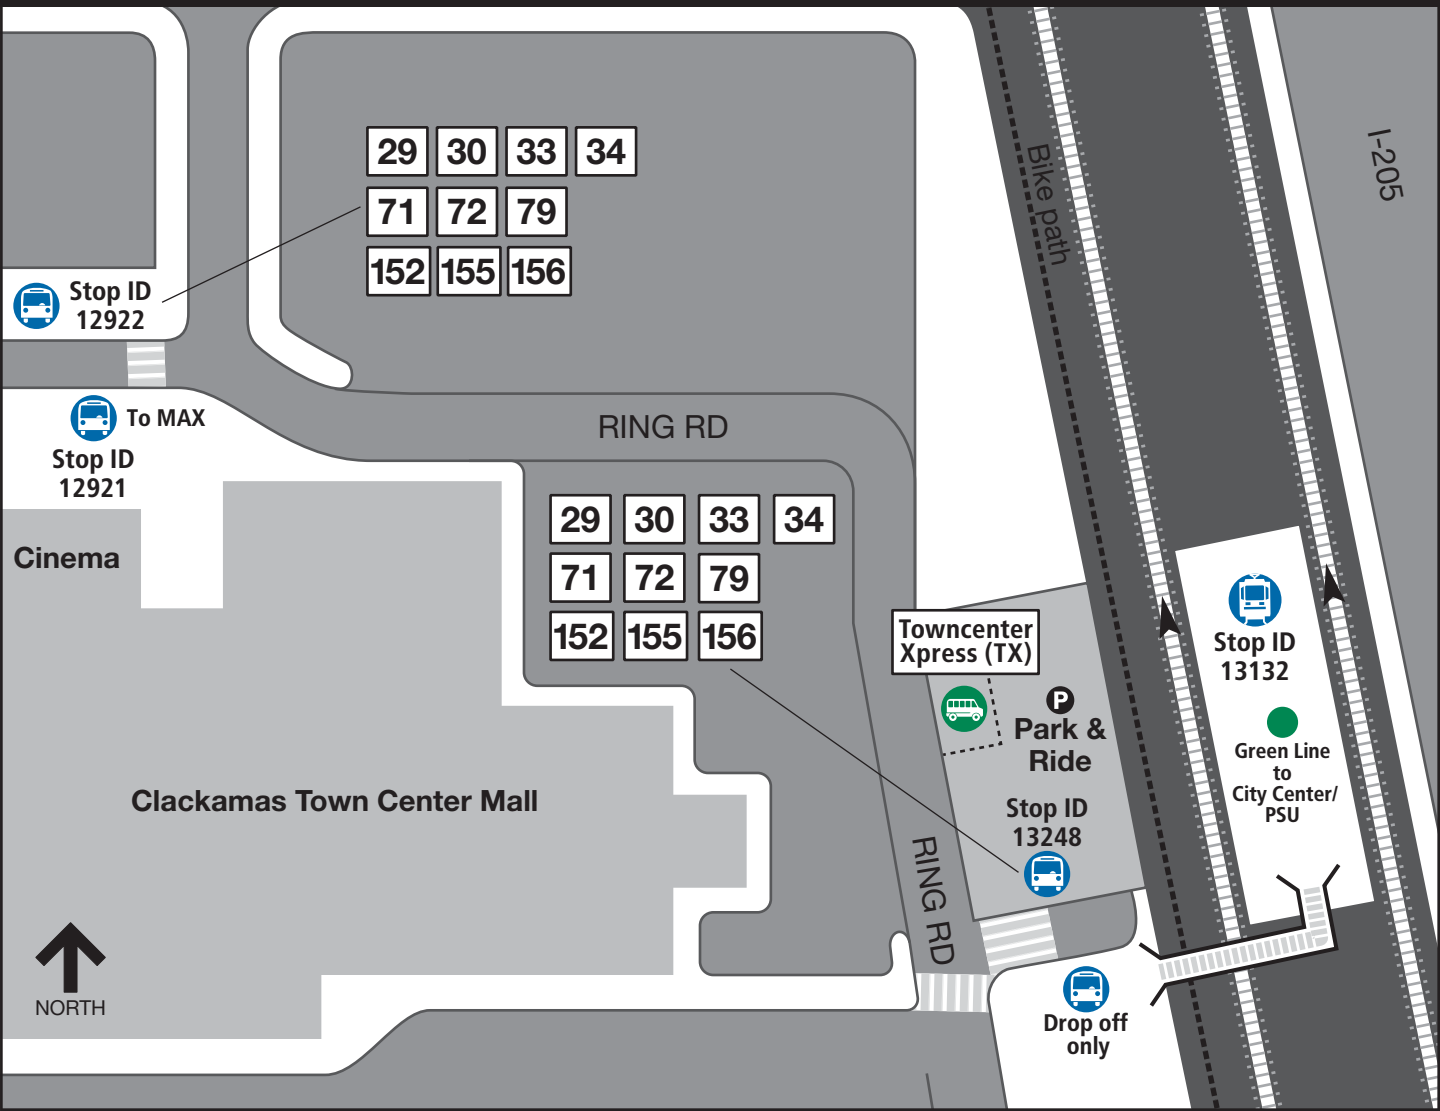 29 30 33 34
71 72 79
152 155 156
Stop ID
12922
To MAX
Stop ID
12921
RING RD
Bike path
I-205
Cinema
29 30 33 34
71 72 79
152 155 156
Towncenter
Xpress (TX)
P
Park &
Ride
Stop ID
13248
Stop ID
13132
Green Line
to
City Center/
PSU
Clackamas Town Center Mall
RING RD
NORTH
Drop off
only